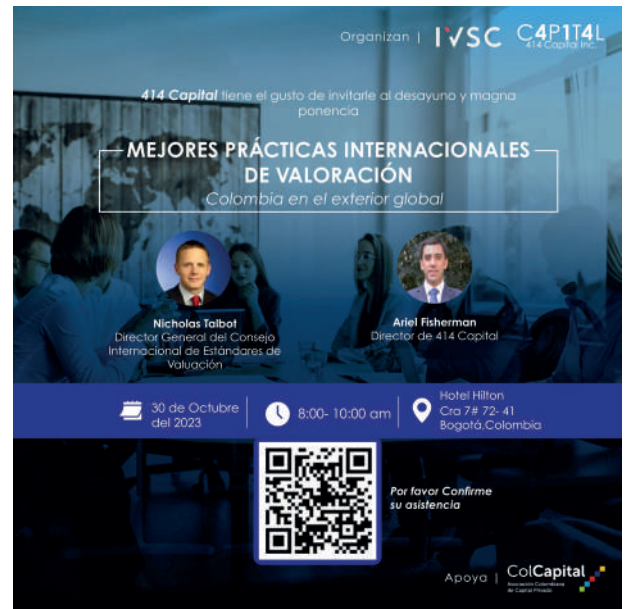 Organizan | IVSC C4P1T4L
414 Capital Inc.
414 Capital tiene el gusto de invitarle al desayuno y magna
ponencia
MEJORES PRÁCTICAS INTERNACIONALES
DE VALORACIÓN
Colombia en el exterior global
Nicholas Talbot
Director General del Consejo
Internacional de Estándares de
Valuación
Ariel Fisherman
Director de 414 Capital
30 de Octubre
del 2023
8:00- 10:00 am
Hotel Hilton
Cra 7# 72- 41
Bogotá,Colombia
Por favor Confirme
su asistencia
Apoya | ColCapital
Asociación Colombiana
de Capital Privado